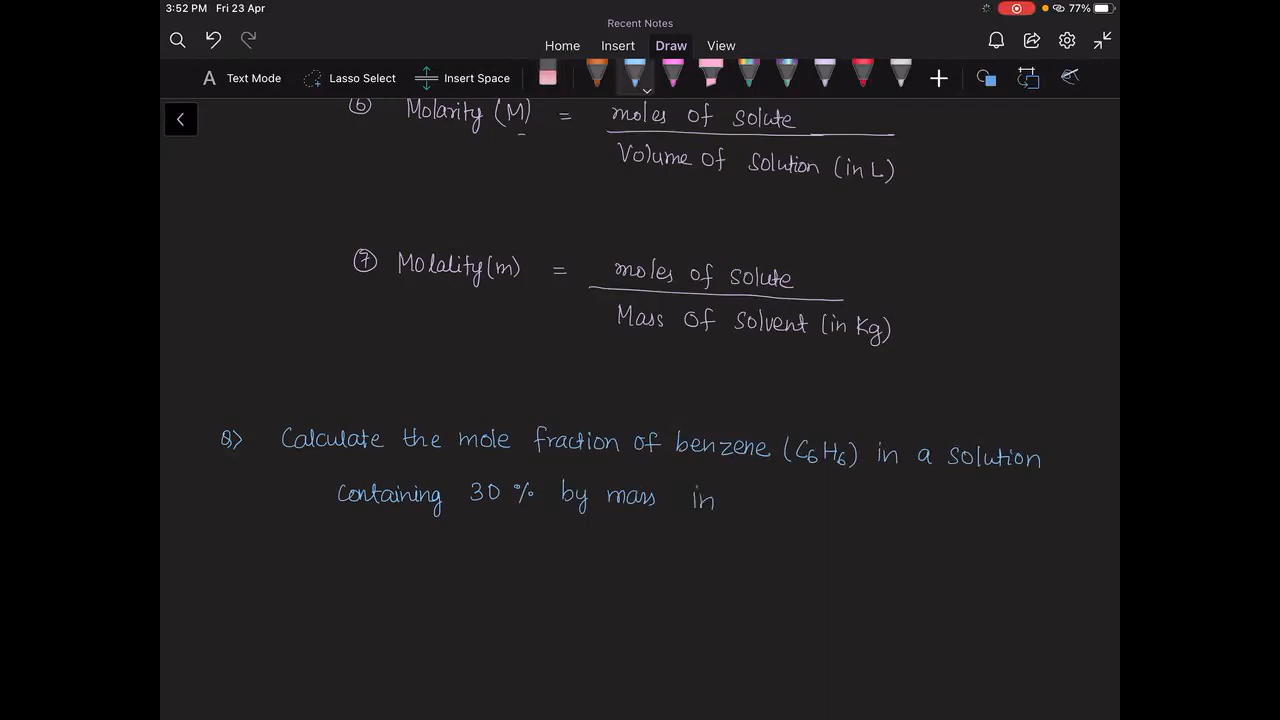 3:52 PM Fri 23 Apr
77%
Recent Notes
Home Insert Draw View
A Text Mode Lasso Select Insert Space
⑥ Molarity (M) = moles of solute
Volume of solution (in L)
⑦ Molality (m) = moles of solute
Mass of solvent (in Kg)
Q> Calculate the mole fraction of benzene (C6H6) in a solution
containing 30 % by mass in